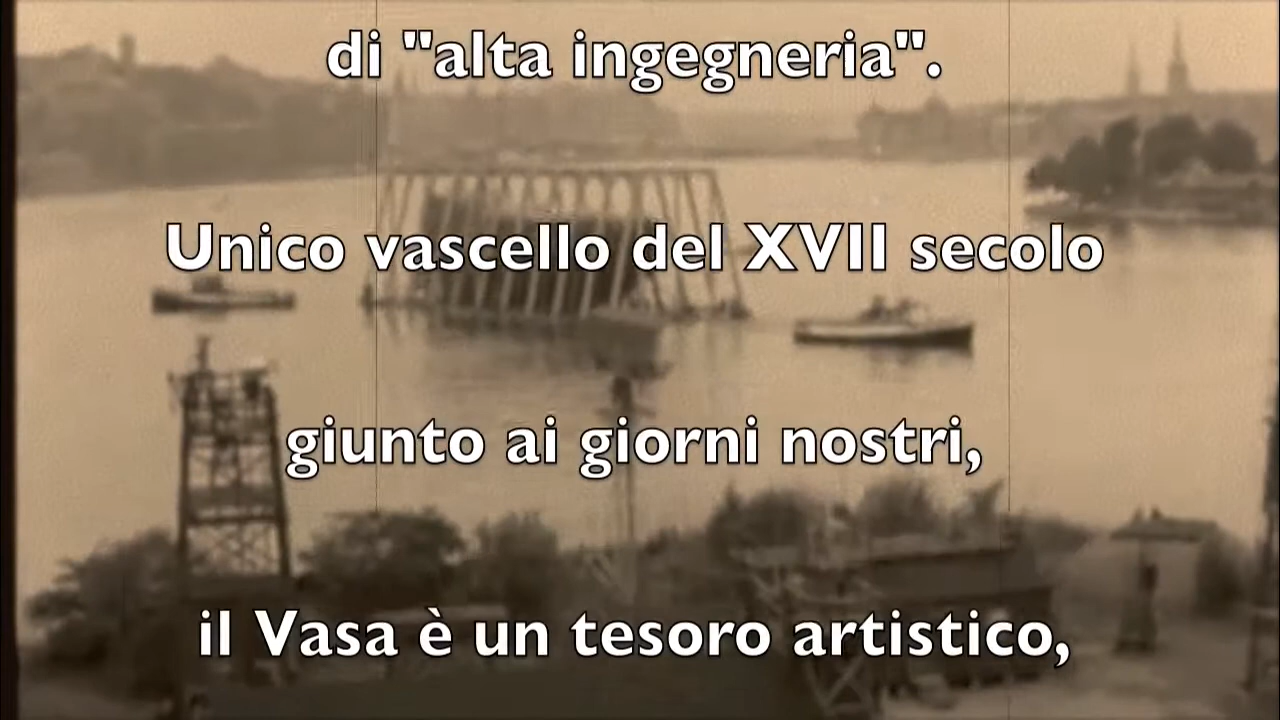 di "alta ingegneria".
Unico vascello del XVII secolo
giunto ai giorni nostri,
il Vasa è un tesoro artistico,